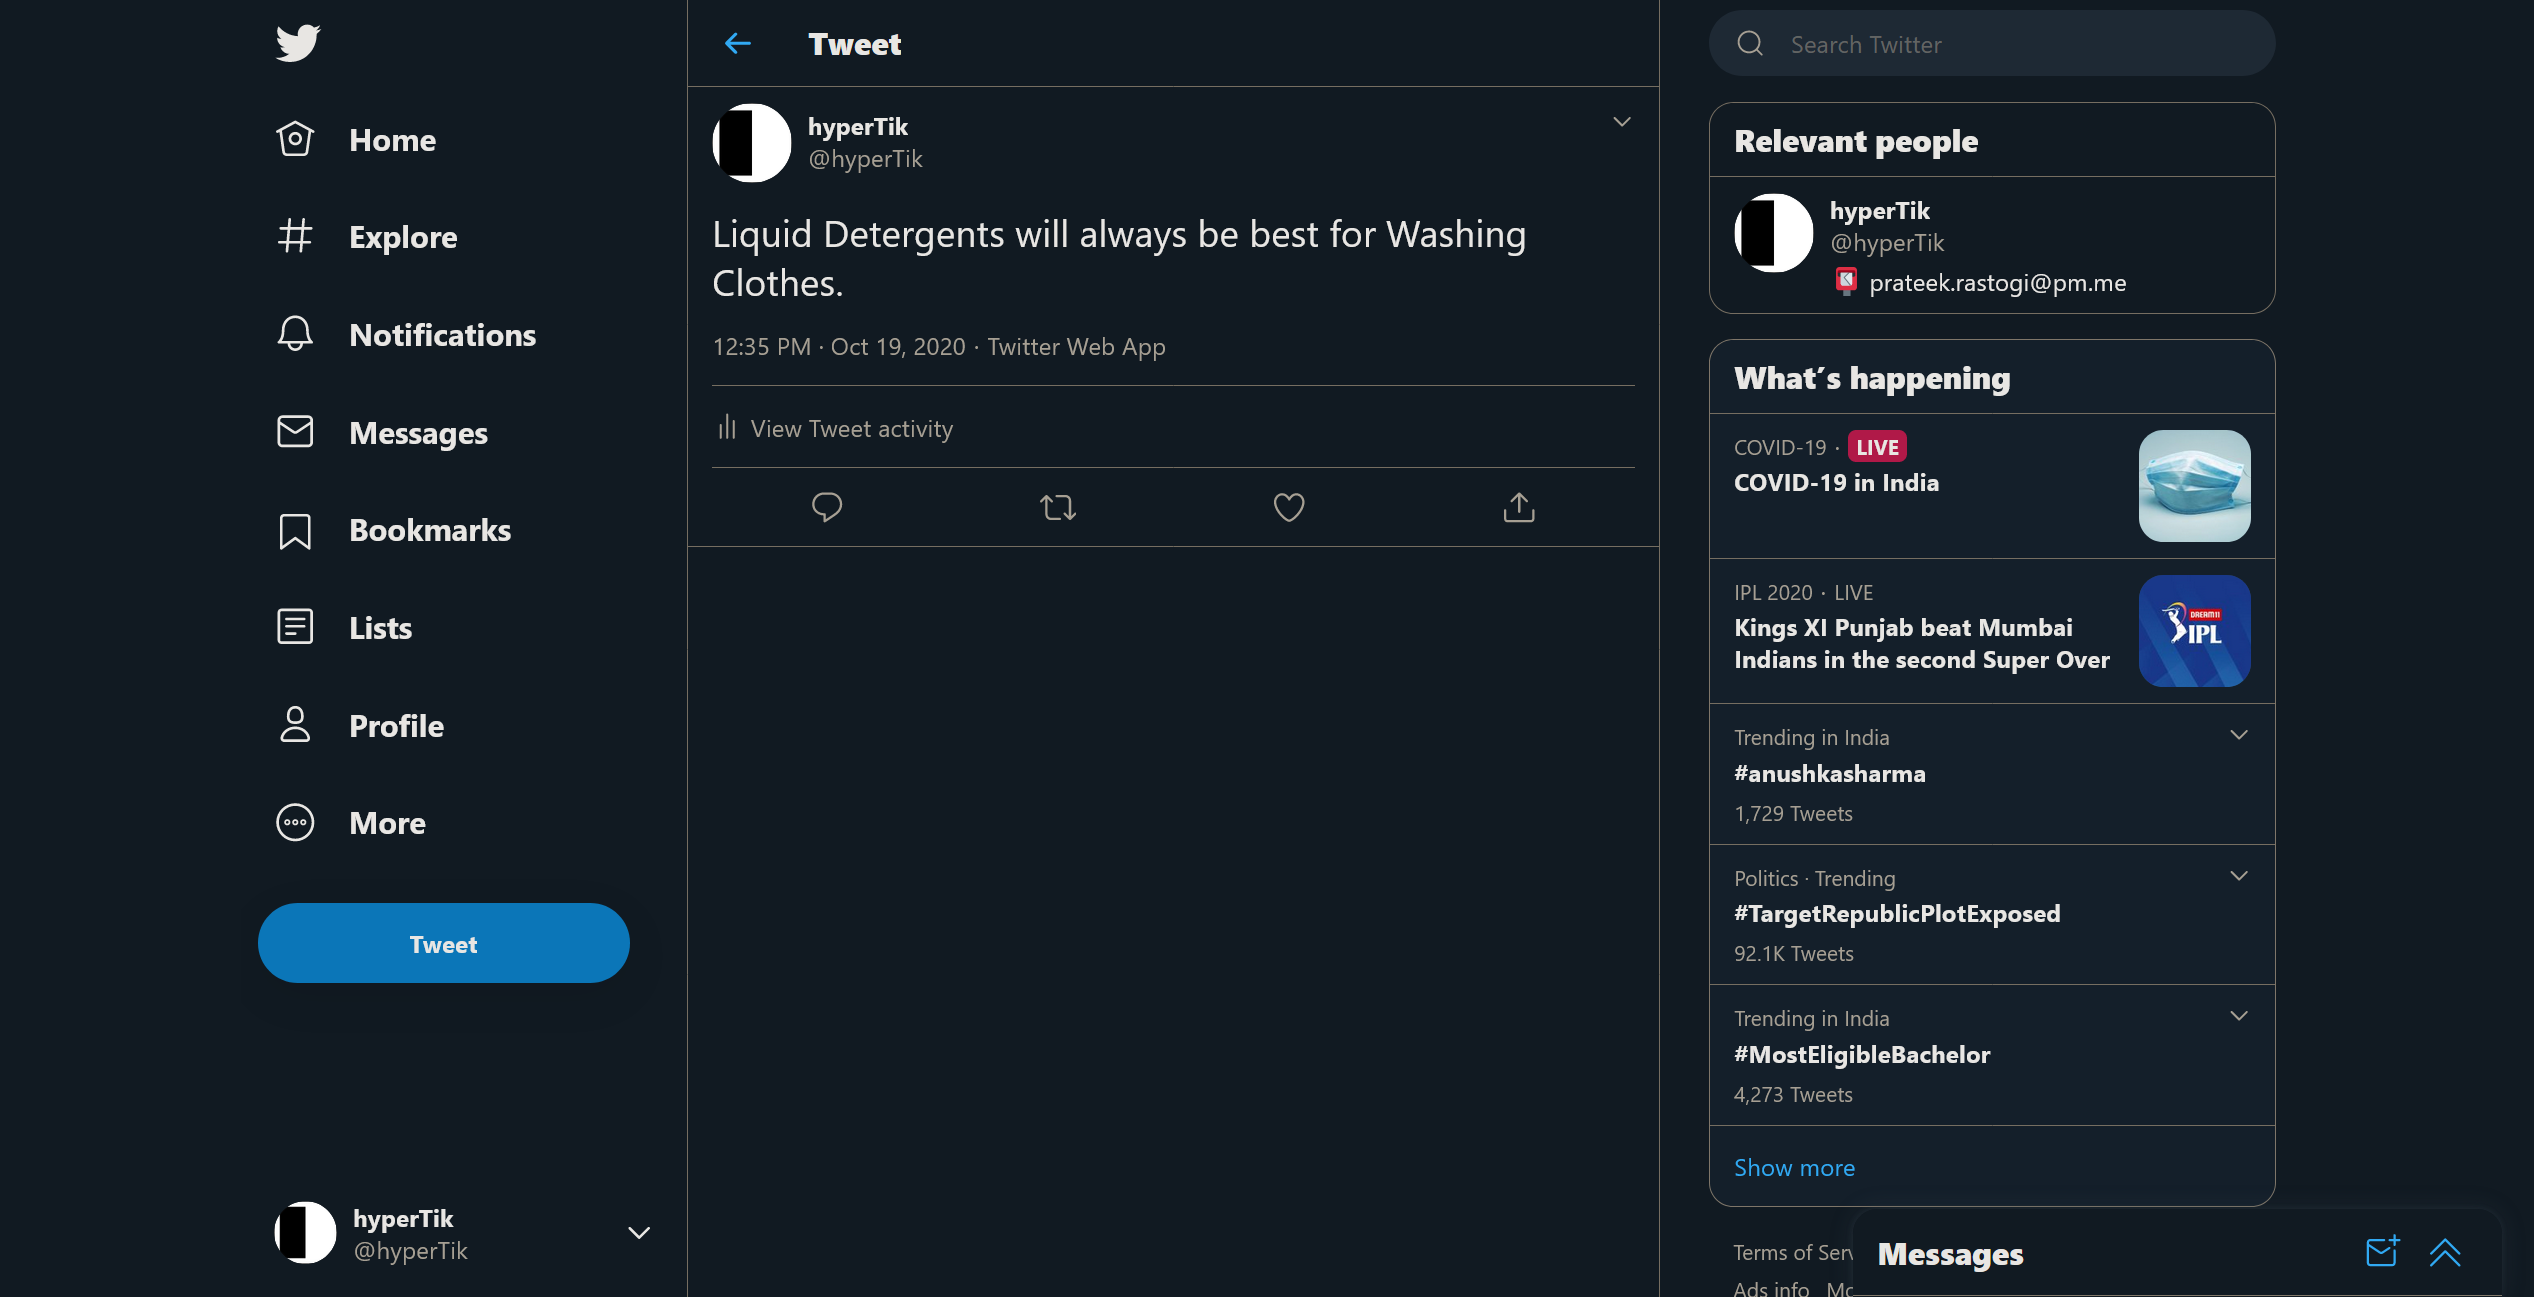 Home
Explore
Notifications
Messages
Bookmarks
Lists
Profile
More
Tweet
hyperTik
@hyperTik
Tweet
hyperTik
@hyperTik
Liquid Detergents will always be best for Washing
Clothes.
12:35 PM · Oct 19, 2020 · Twitter Web App
View Tweet activity
Search Twitter
Relevant people
hyperTik
@hyperTik
prateek.rastogi@pm.me
What's happening
COVID-19 · LIVE
COVID-19 in India
IPL 2020 · LIVE
Kings XI Punjab beat Mumbai
Indians in the second Super Over
DREAM11
IPL
Trending in India
#anushkasharma
1,729 Tweets
Politics · Trending
#TargetRepublicPlotExposed
92.1K Tweets
Trending in India
#MostEligibleBachelor
4,273 Tweets
Show more
Terms of Serv
Ads info Mo
Messages